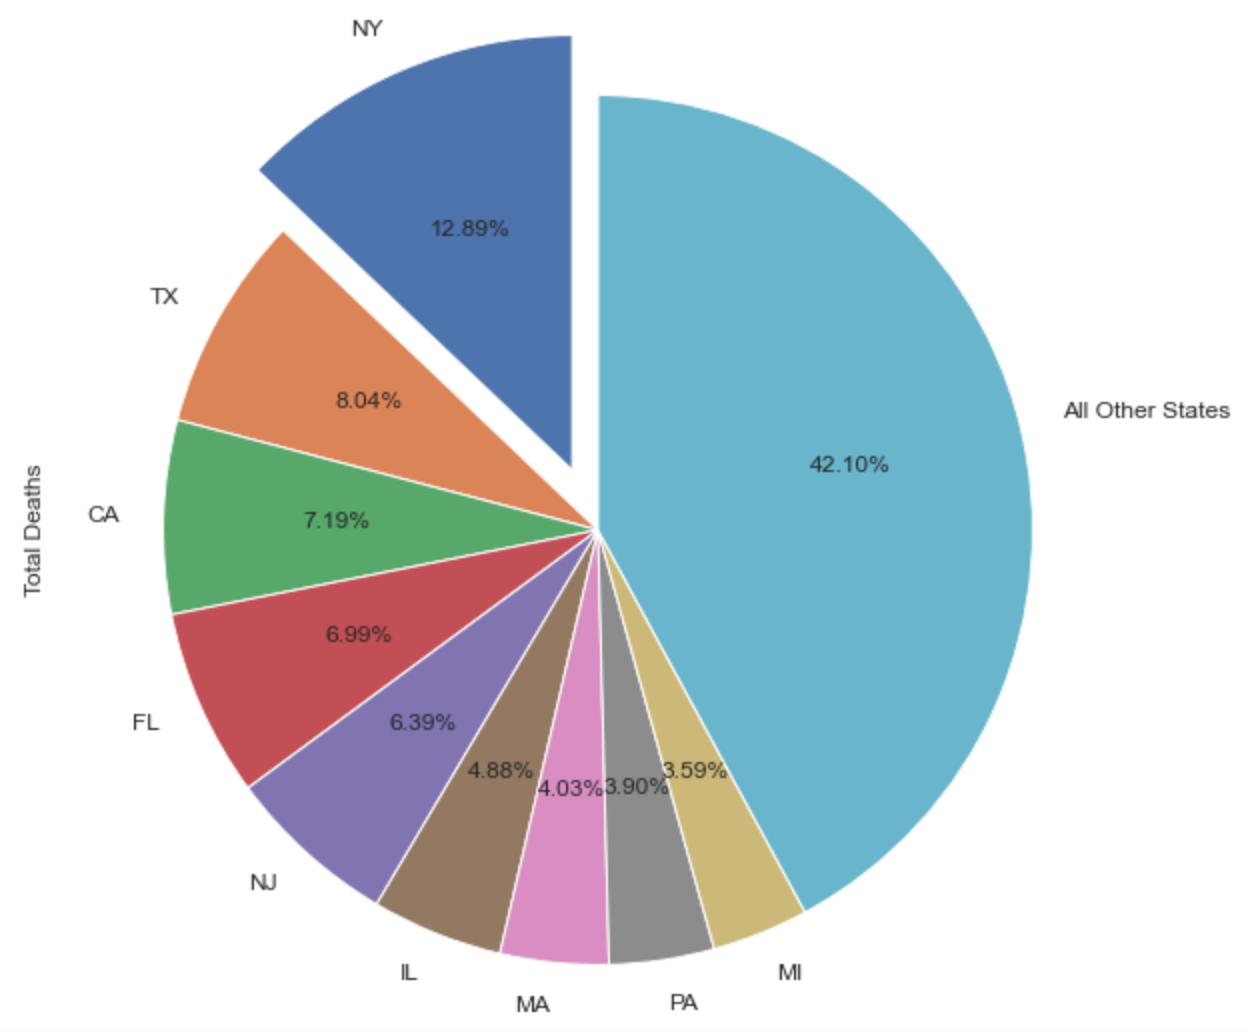 NY
12.89%
TX
8.04%
All Other States
42.10%
Total Deaths
CA
7.19%
FL
6.99%
NJ
6.39%
IL
4.88%
MA
4.03%
PA
3.90%
MI
3.59%